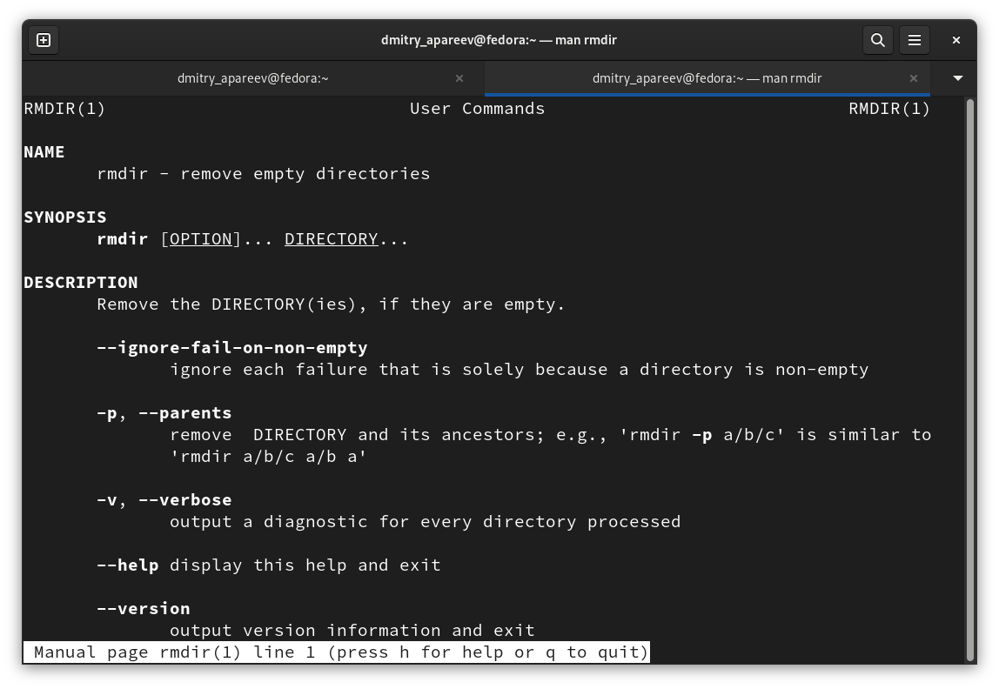 dmitry_apareev@fedora:~ — man rmdir
dmitry_apareev@fedora:~
dmitry_apareev@fedora:~ — man rmdir
RMDIR(1) User Commands RMDIR(1)
NAME
rmdir - remove empty directories
SYNOPSIS
rmdir [OPTION]... DIRECTORY...
DESCRIPTION
Remove the DIRECTORY(ies), if they are empty.
--ignore-fail-on-non-empty
ignore each failure that is solely because a directory is non-empty
-p, --parents
remove  DIRECTORY and its ancestors; e.g., 'rmdir -p a/b/c' is similar to
'rmdir a/b/c a/b a'
-v, --verbose
output a diagnostic for every directory processed
--help display this help and exit
--version
output version information and exit
Manual page rmdir(1) line 1 (press h for help or q to quit)